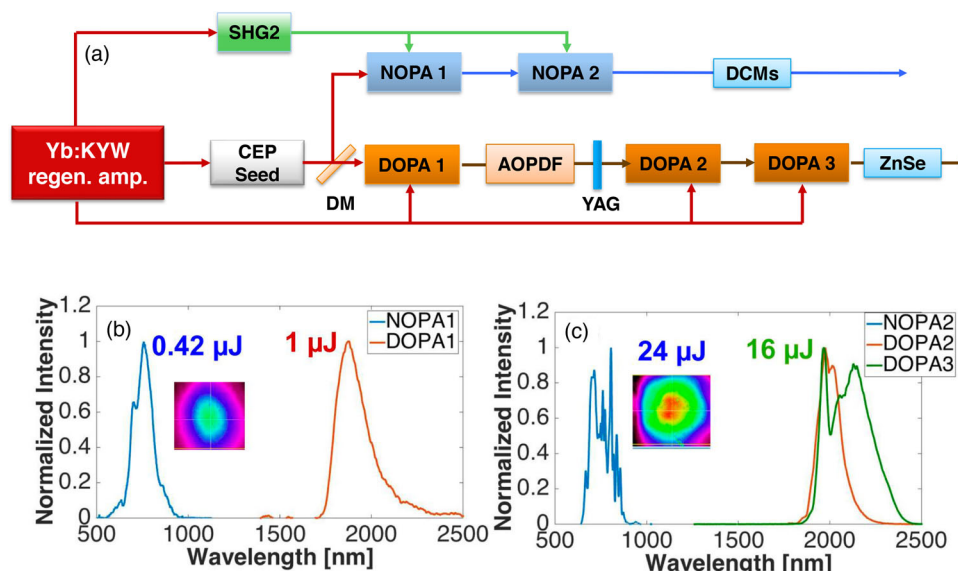 (a)
SHG2
NOPA 1
NOPA 2
DCMs
Yb:KYW
regen. amp.
CEP
Seed
DM
DOPA 1
AOPDF
YAG
DOPA 2
DOPA 3
ZnSe
(b)
0.42 µJ
1 µJ
NOPA1
DOPA1
Normalized Intensity
1.2
1
0.8
0.6
0.4
0.2
0
500
1000
1500
2000
2500
Wavelength [nm]
(c)
24 µJ
16 µJ
NOPA2
DOPA2
DOPA3
Normalized Intensity
1.2
1
0.8
0.6
0.4
0.2
0
500
1000
1500
2000
2500
Wavelength [nm]